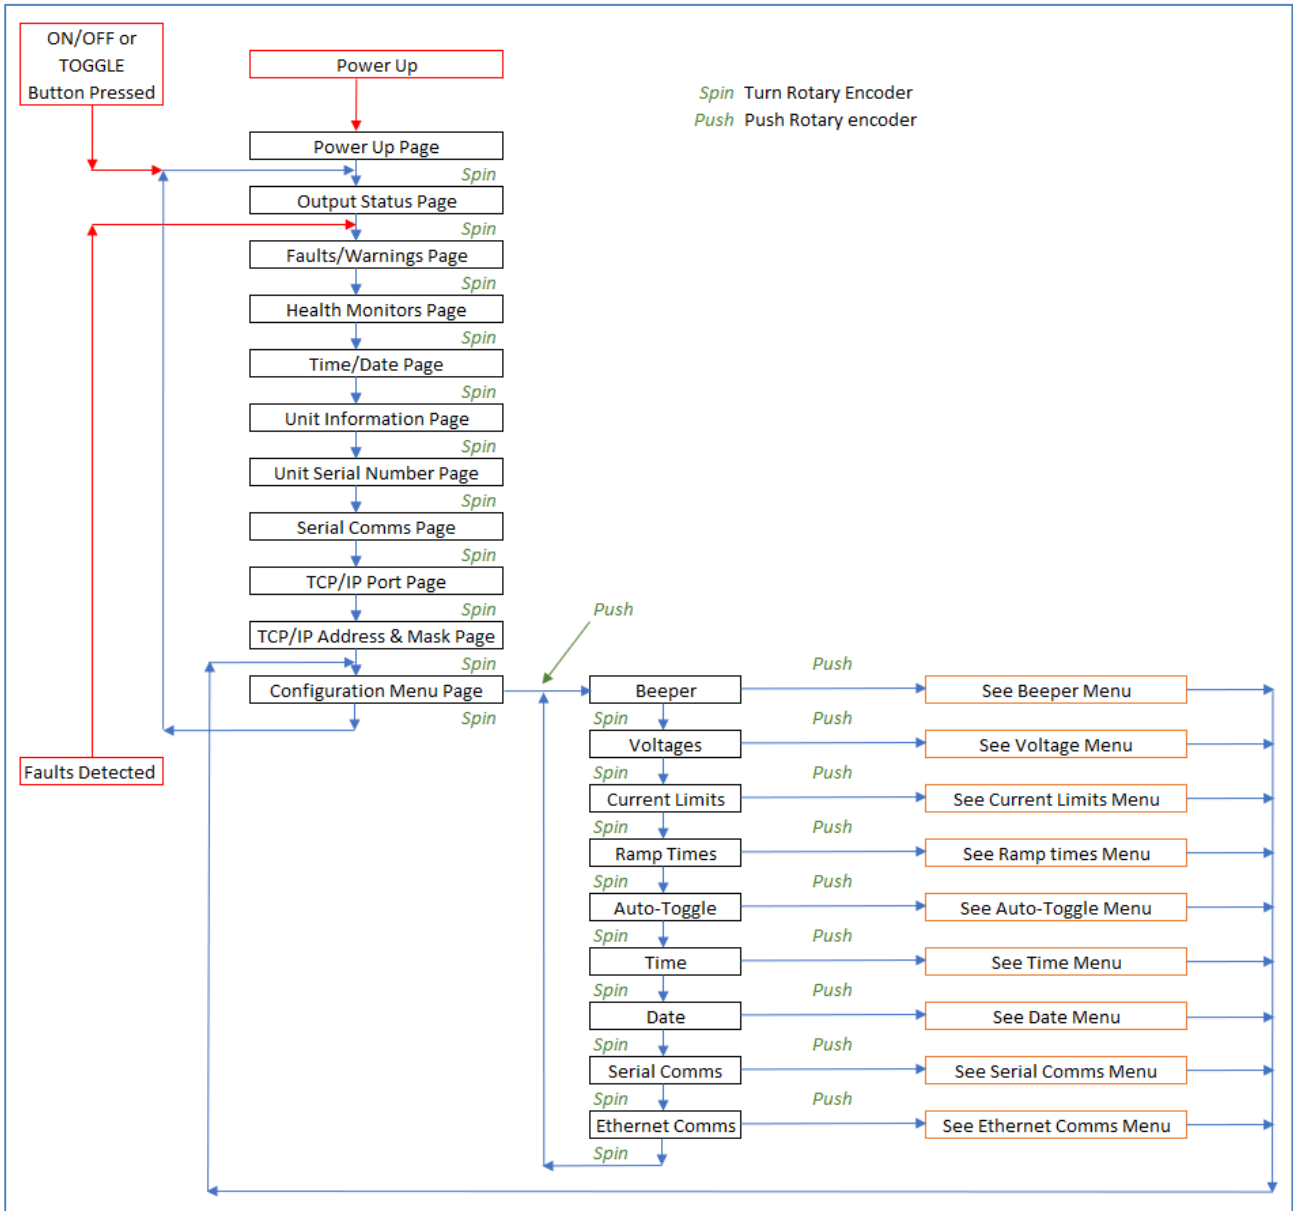 ON/OFF or
TOGGLE
Button Pressed
Power Up
Spin Turn Rotary Encoder
Push Push Rotary encoder
Power Up Page
Spin
Output Status Page
Spin
Faults/Warnings Page
Spin
Health Monitors Page
Spin
Time/Date Page
Spin
Unit Information Page
Spin
Unit Serial Number Page
Spin
Serial Comms Page
Spin
TCP/IP Port Page
Spin
TCP/IP Address & Mask Page
Spin
Configuration Menu Page
Spin
Faults Detected
Push
Push
Beeper
See Beeper Menu
Spin
Push
Voltages
See Voltage Menu
Spin
Push
Current Limits
See Current Limits Menu
Spin
Push
Ramp Times
See Ramp times Menu
Spin
Push
Auto-Toggle
See Auto-Toggle Menu
Spin
Push
Time
See Time Menu
Spin
Push
Date
See Date Menu
Spin
Push
Serial Comms
See Serial Comms Menu
Spin
Push
Ethernet Comms
See Ethernet Comms Menu
Spin